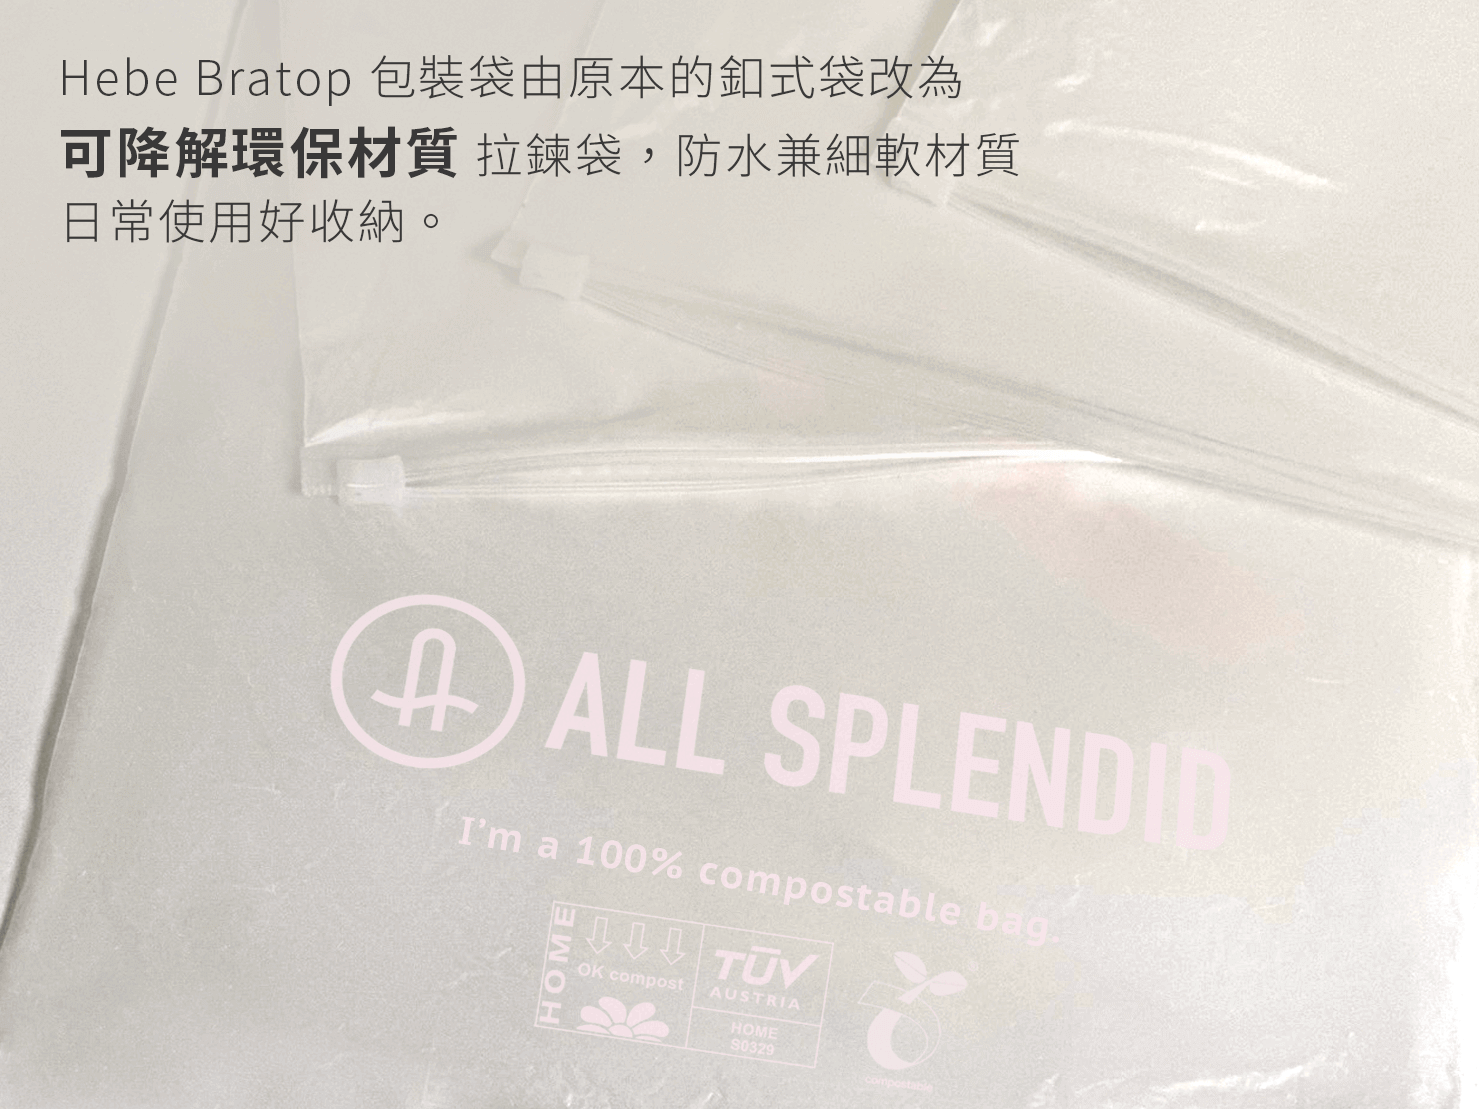 Hebe Bratop 包裝袋由原本的釦式袋改為
可降解環保材質 拉鍊袋，防水兼細軟材質
日常使用好收納。
ALL SPLENDID
I'm a 100% compostable bag.
HOME
OK compost
TÜV
AUSTRIA
HOME
S0329
compostable